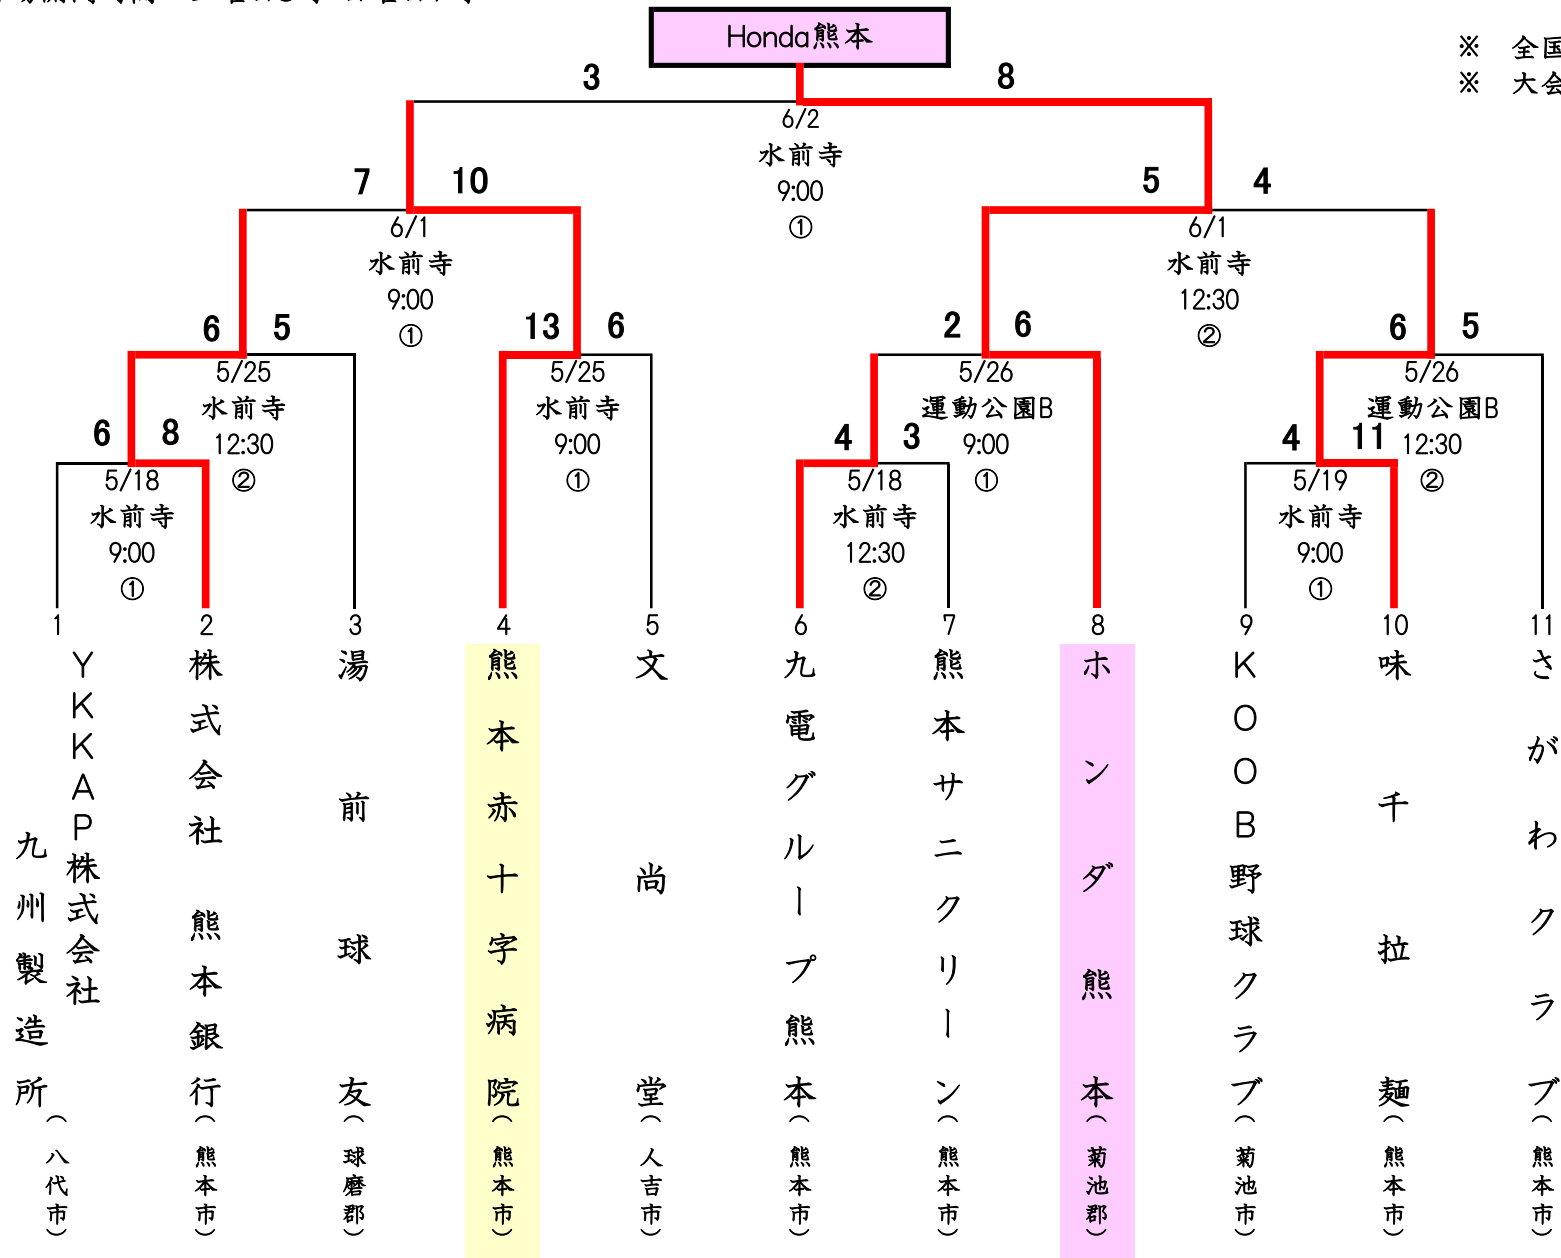 Honda熊本
※ 全国
※ 大会
3
8
6/2
水前寺
9:00
①
7
10
6/1
水前寺
9:00
①
5
4
6/1
水前寺
12:30
②
6
5
5/25
水前寺
12:30
②
13
6
5/25
水前寺
9:00
①
2
6
5/26
運動公園B
9:00
①
6
5
5/26
運動公園B
12:30
②
6
8
5/18
水前寺
9:00
①
4
3
5/18
水前寺
12:30
②
4
11
5/19
水前寺
9:00
①
1
YKKAP株式会社
九州製造所
(八代市)
2
株式会社 熊本銀行
(熊本市)
3
湯前球友
(球磨郡)
4
熊本赤十字病院
(熊本市)
5
文尚堂
(人吉市)
6
九電グループ熊本
(熊本市)
7
熊本サニクリーン
(熊本市)
8
ホンダ熊本
(菊池郡)
9
KOOB野球クラブ
(菊池市)
10
味千拉麺
(熊本市)
11
さがわクラブ
(熊本市)